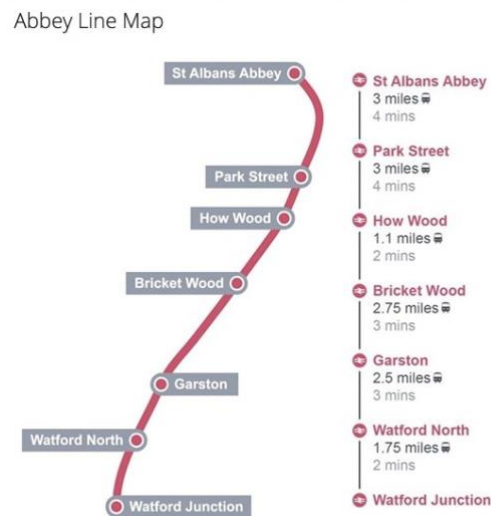 Abbey Line Map
St Albans Abbey
Park Street
How Wood
Bricket Wood
Garston
Watford North
Watford Junction
St Albans Abbey
3 miles
4 mins
Park Street
3 miles
4 mins
How Wood
1.1 miles
2 mins
Bricket Wood
2.75 miles
3 mins
Garston
2.5 miles
3 mins
Watford North
1.75 miles
2 mins
Watford Junction